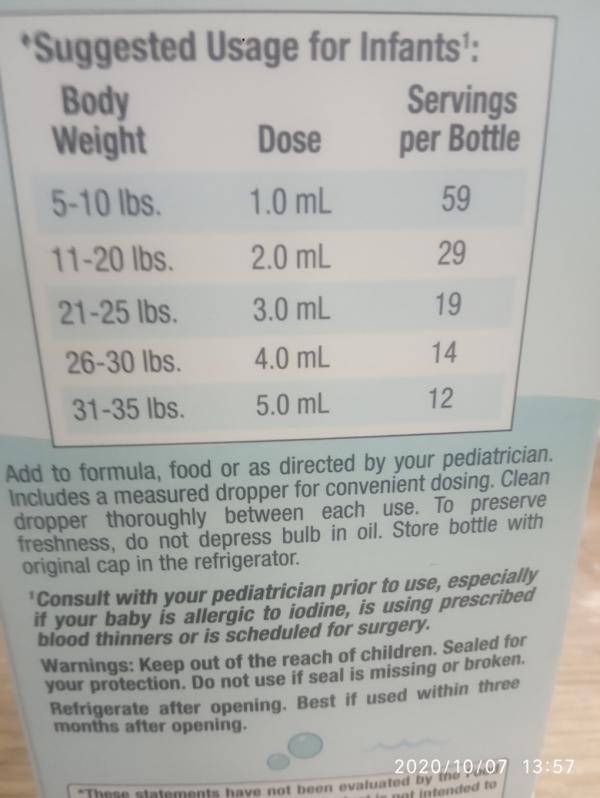 *Suggested Usage for Infants¹:
Body Weight Dose Servings per Bottle
5-10 lbs. 1.0 mL 59
11-20 lbs. 2.0 mL 29
21-25 lbs. 3.0 mL 19
26-30 lbs. 4.0 mL 14
31-35 lbs. 5.0 mL 12
Add to formula, food or as directed by your pediatrician.
Includes a measured dropper for convenient dosing. Clean
dropper thoroughly between each use. To preserve
freshness, do not depress bulb in oil. Store bottle with
original cap in the refrigerator.
¹Consult with your pediatrician prior to use, especially
if your baby is allergic to iodine, is using prescribed
blood thinners or is scheduled for surgery.
Warnings: Keep out of the reach of children. Sealed for
your protection. Do not use if seal is missing or broken.
Refrigerate after opening. Best if used within three
months after opening.
2020/10/07 13:57
*These statements have not been evaluated by the
not intended to